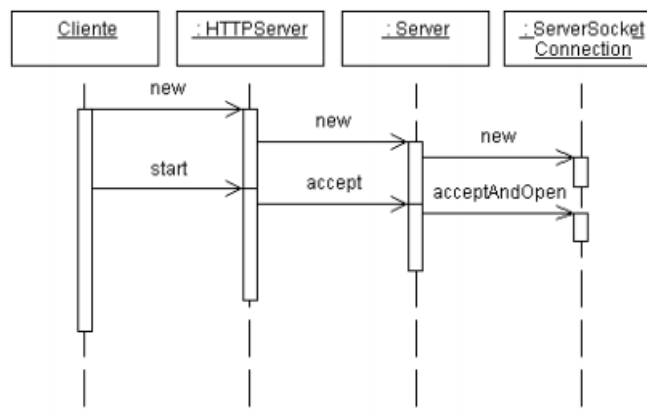 Cliente
: HTTPServer
: Server
: ServerSocket
Connection
new
new
new
start
accept
acceptAndOpen